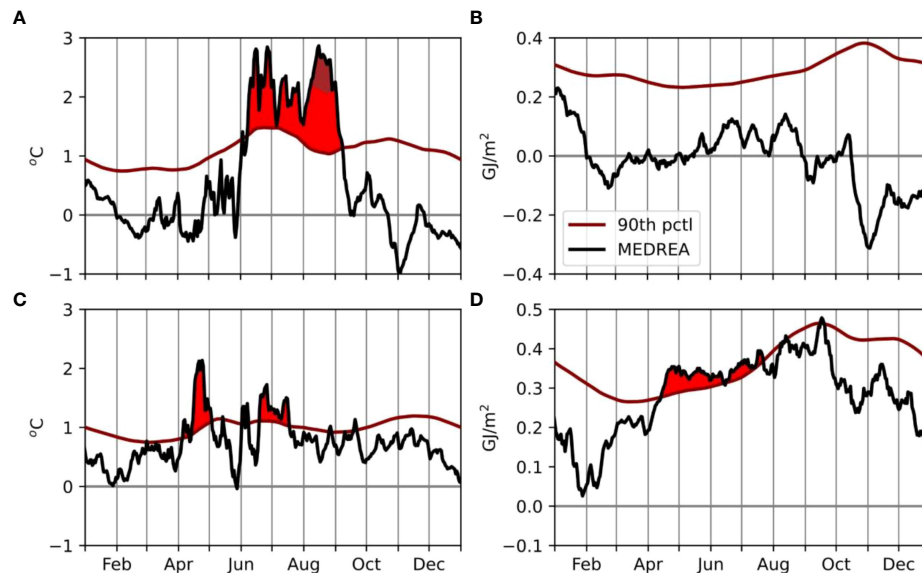 A
B
3
2
1
0
−1
°C
0.4
0.2
0.0
−0.2
−0.4
GJ/m²
90th pctl
MEDREA
C
D
3
2
1
0
−1
°C
Feb Apr Jun Aug Oct Dec
0.5
0.4
0.3
0.2
0.1
0.0
−0.1
GJ/m²
Feb Apr Jun Aug Oct Dec